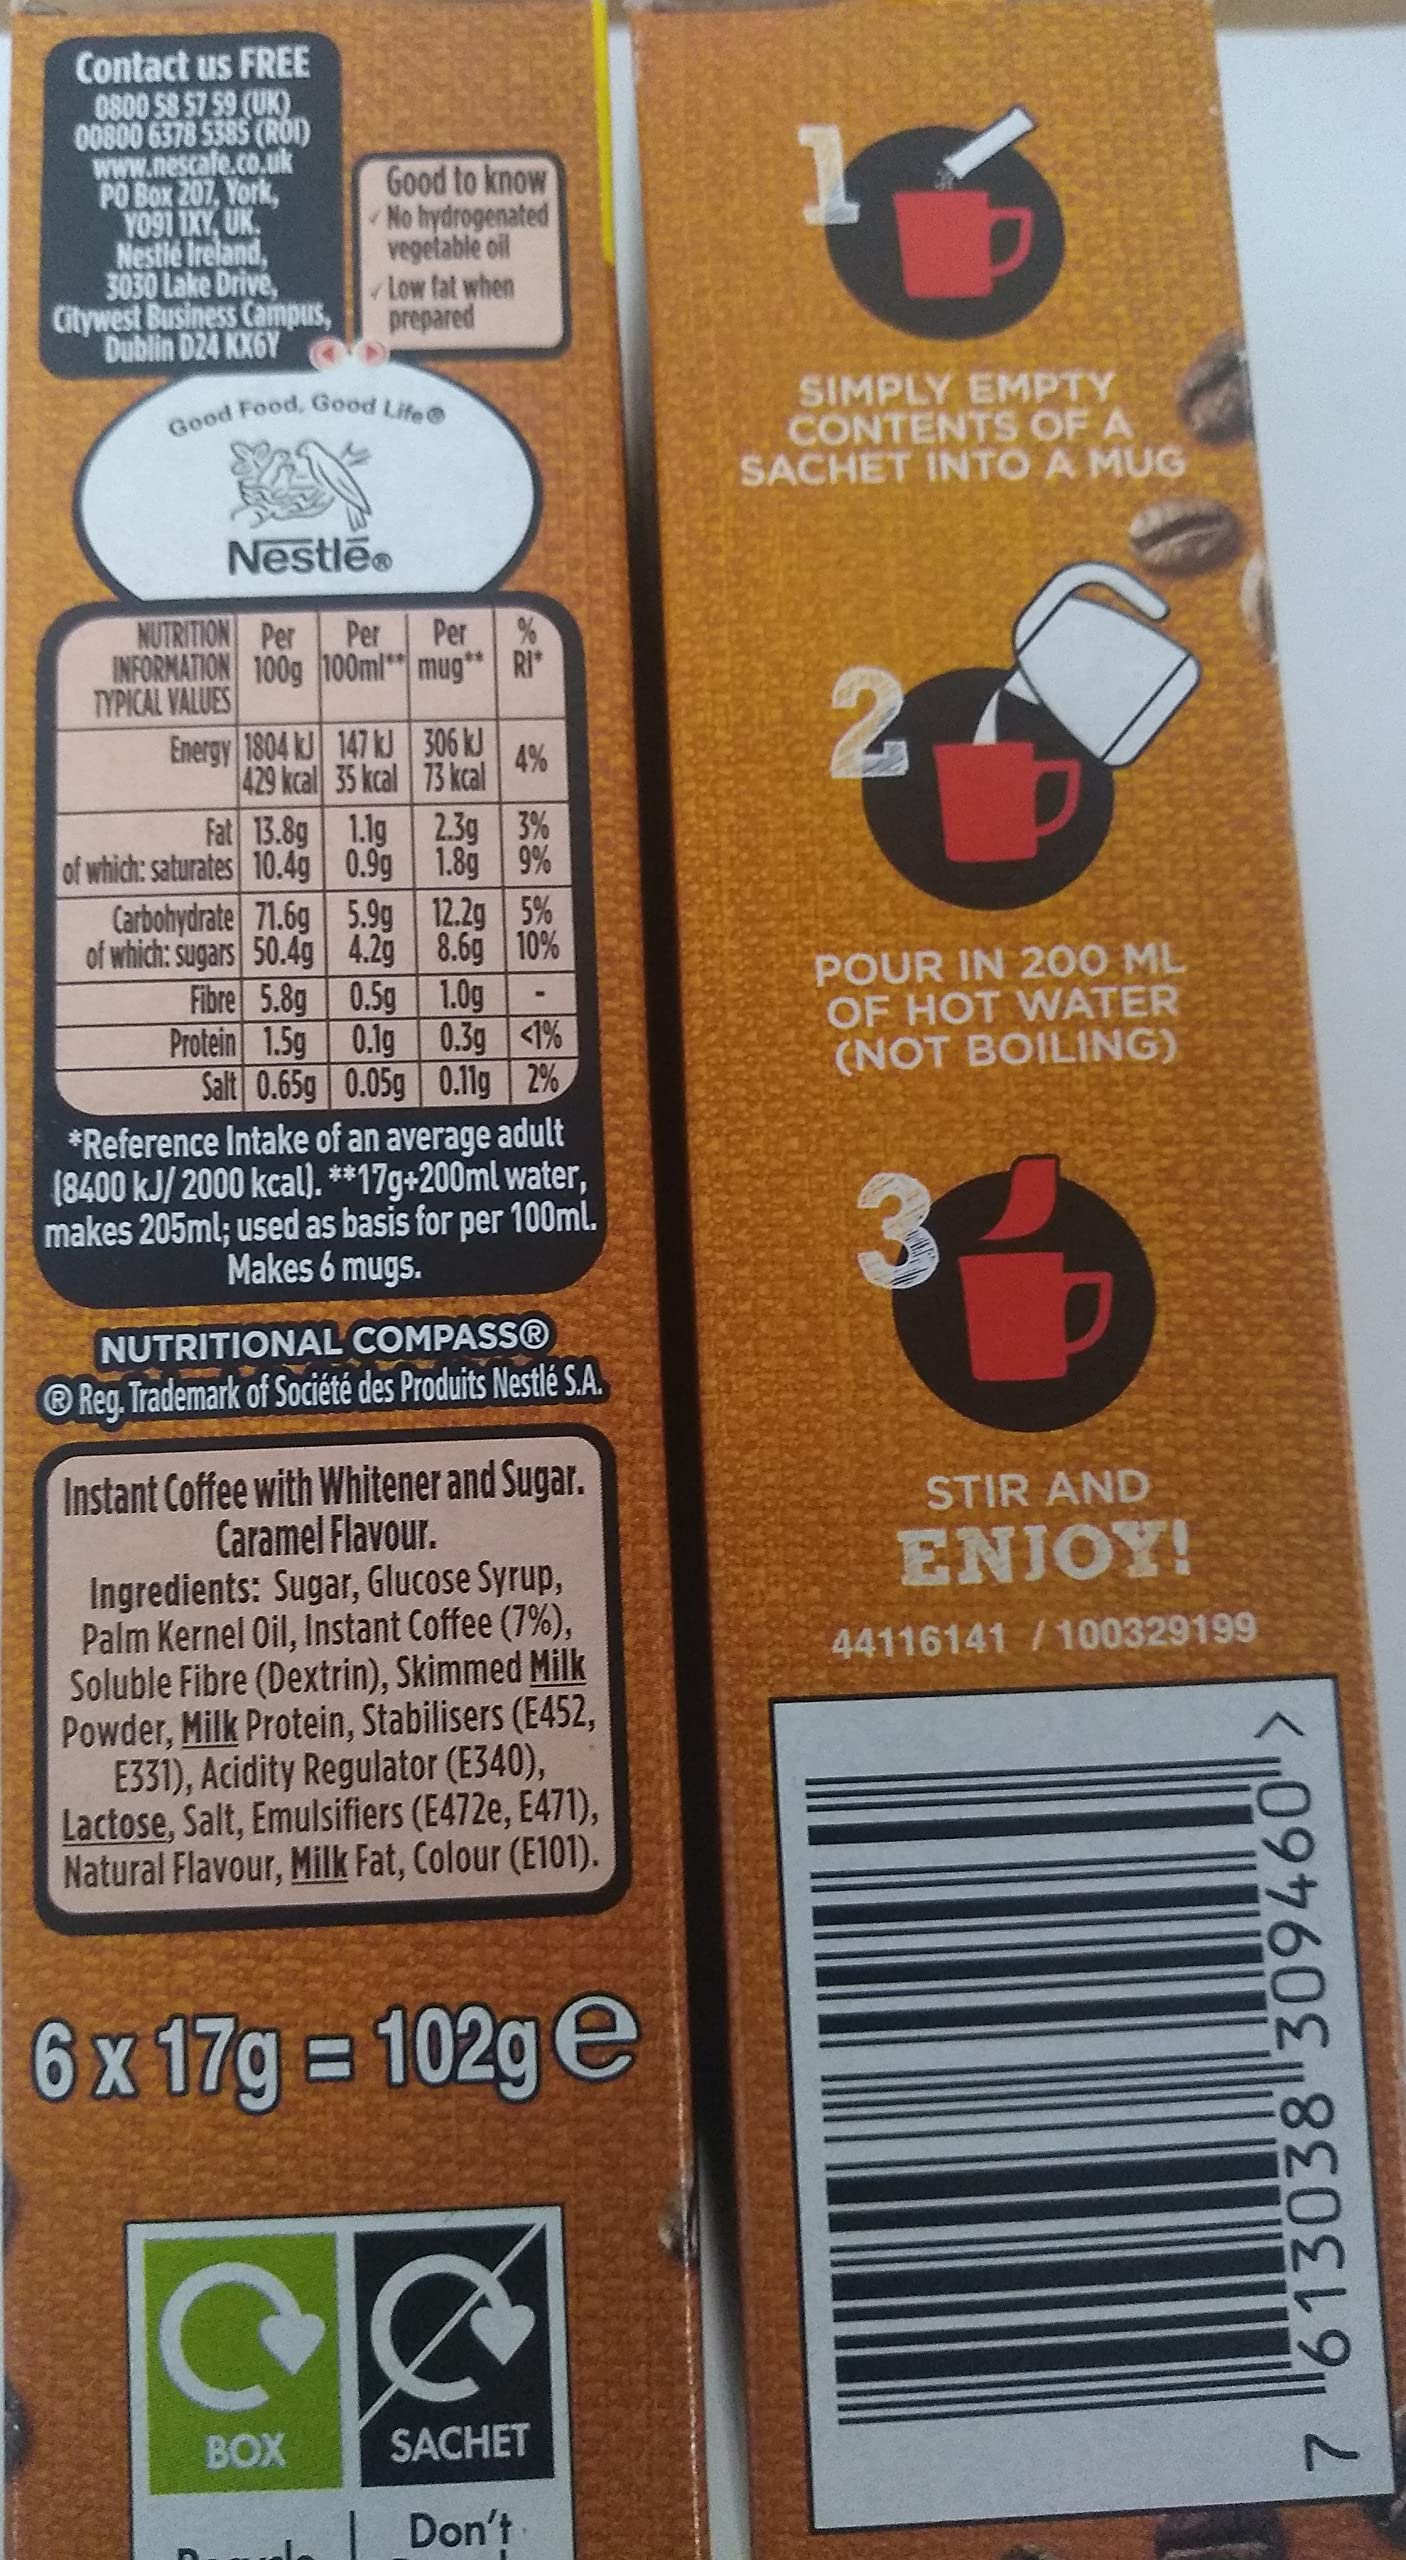 Contact us FREE
0800 58 57 59 (UK)
00800 6378 5385 (ROI)
www.nescafe.co.uk
PO Box 207, York,
YO91 1XY, UK.
Nestlé Ireland,
3030 Lake Drive,
Citywest Business Campus,
Dublin D24 KX6Y
Good to know
✓ No hydrogenated
vegetable oil
✓ Low fat when
prepared
Good Food, Good Life®
Nestlé®
NUTRITION INFORMATION TYPICAL VALUES | Per 100g | Per 100ml** | Per mug** | % RI*
Energy 1804 kJ 147 kJ 306 kJ 4%
429 kcal 35 kcal 73 kcal
Fat 13.8g 1.1g 2.3g 3%
of which: saturates 10.4g 0.9g 1.8g 9%
Carbohydrate 71.6g 5.9g 12.2g 5%
of which: sugars 50.4g 4.2g 8.6g 10%
Fibre 5.8g 0.5g 1.0g -
Protein 1.5g 0.1g 0.3g <1%
Salt 0.65g 0.05g 0.11g 2%
*Reference Intake of an average adult
(8400 kJ/ 2000 kcal). **17g+200ml water,
makes 205ml; used as basis for per 100ml.
Makes 6 mugs.
NUTRITIONAL COMPASS®
® Reg. Trademark of Société des Produits Nestlé S.A.
Instant Coffee with Whitener and Sugar.
Caramel Flavour.
Ingredients: Sugar, Glucose Syrup,
Palm Kernel Oil, Instant Coffee (7%),
Soluble Fibre (Dextrin), Skimmed Milk
Powder, Milk Protein, Stabilisers (E452,
E331), Acidity Regulator (E340),
Lactose, Salt, Emulsifiers (E472e, E471),
Natural Flavour, Milk Fat, Colour (E101).
6 x 17g = 102g e
BOX
SACHET
Don't
1
SIMPLY EMPTY
CONTENTS OF A
SACHET INTO A MUG
2
POUR IN 200 ML
OF HOT WATER
(NOT BOILING)
3
STIR AND
ENJOY!
44116141 / 100329199
7 613038 309460 >